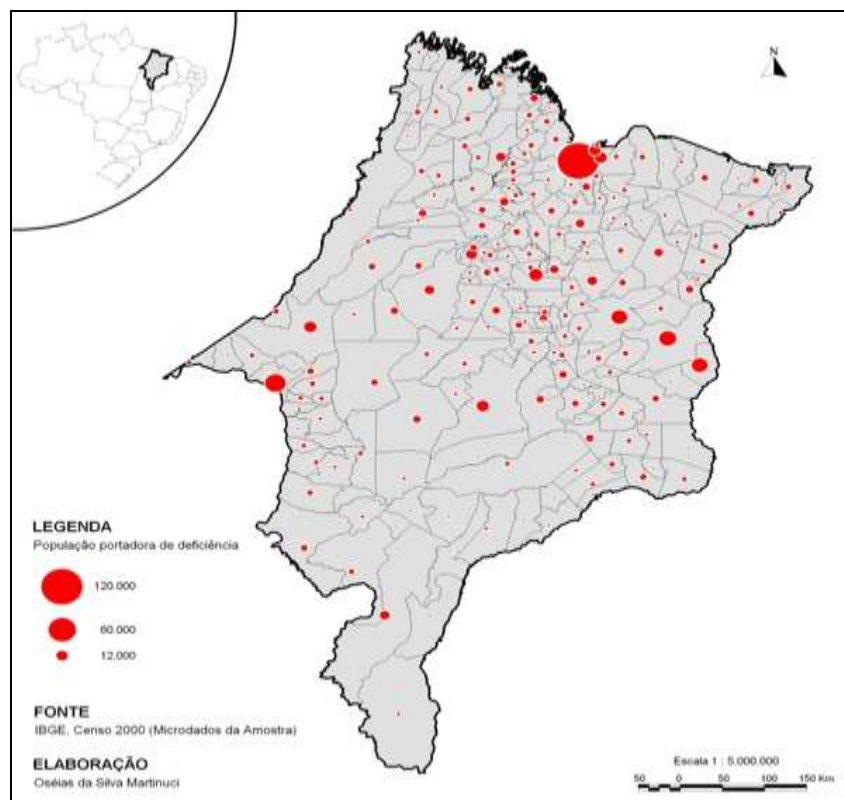 N
LEGENDA
População portadora de deficiência
120.000
60.000
12.000
FONTE
IBGE, Censo 2000 (Microdados da Amostra)
ELABORAÇÃO
Oséias da Silva Martinuci
Escala 1 : 5.000.000
50 0 50 100 150 Km